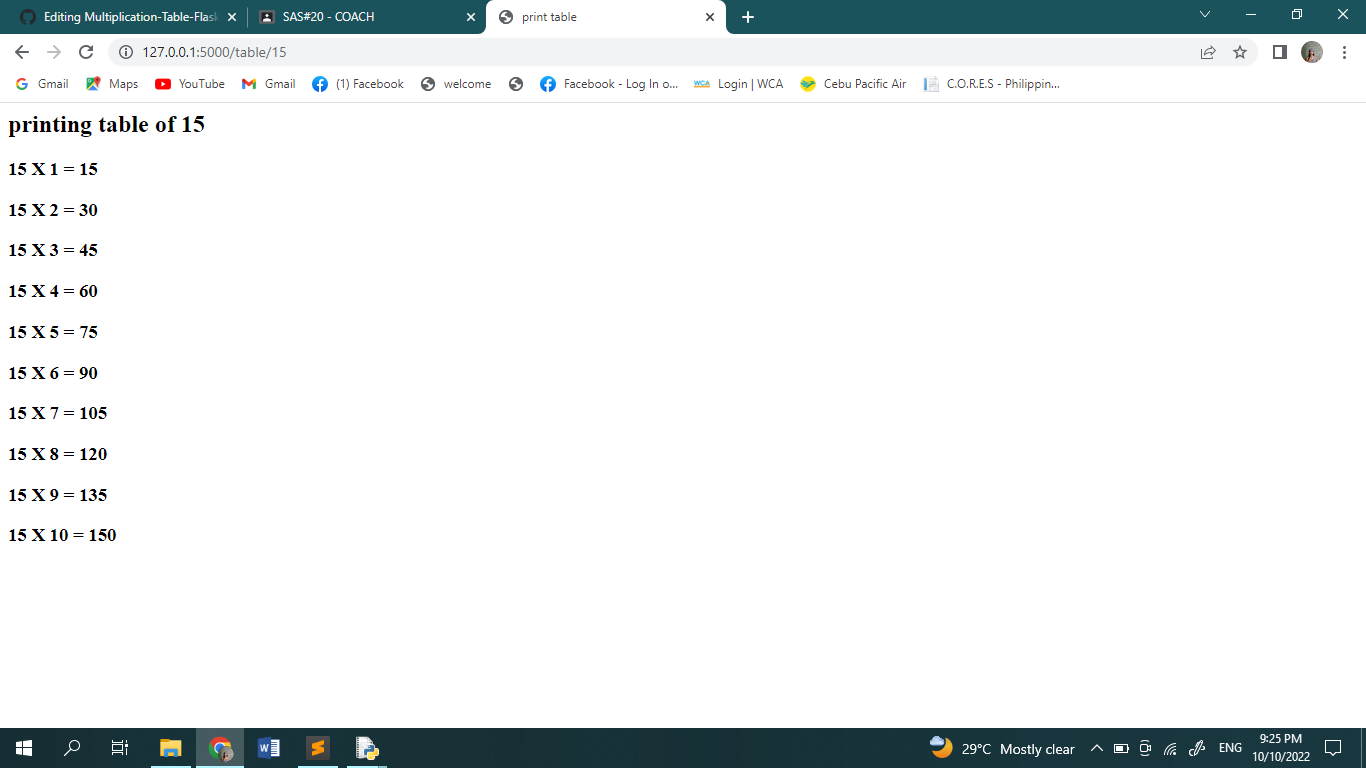 Editing Multiplication-Table-Flask
SAS#20 - COACH
print table
127.0.0.1:5000/table/15
Gmail
Maps
YouTube
Gmail
(1) Facebook
welcome
Facebook - Log In o...
Login | WCA
Cebu Pacific Air
C.O.R.E.S - Philippin...
printing table of 15
15 X 1 = 15
15 X 2 = 30
15 X 3 = 45
15 X 4 = 60
15 X 5 = 75
15 X 6 = 90
15 X 7 = 105
15 X 8 = 120
15 X 9 = 135
15 X 10 = 150
29°C Mostly clear
ENG
9:25 PM
10/10/2022